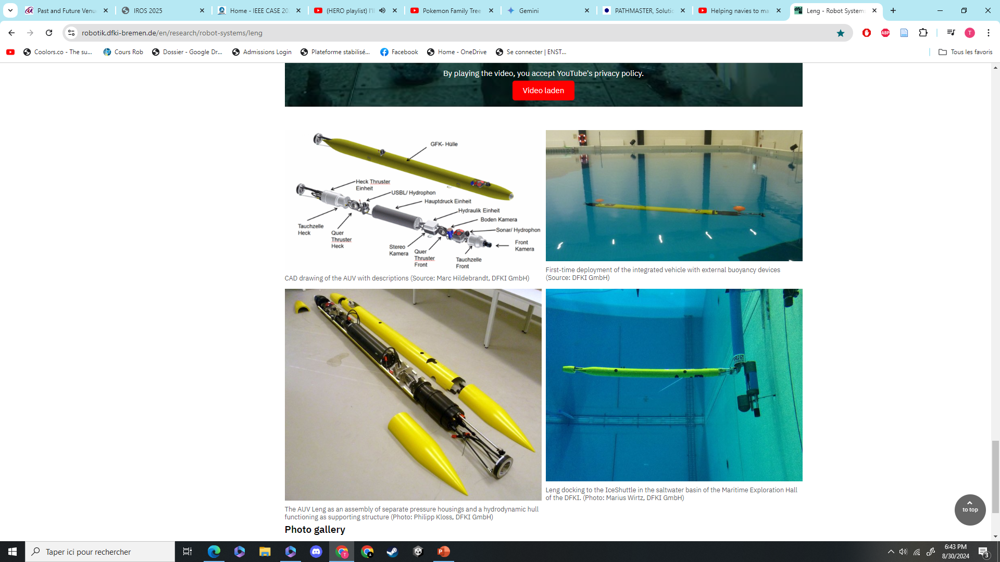 Past and Future Venu
IROS 2025
Home - IEEE CASE 202
(HERO playlist) I'll
Pokemon Family Tree
Gemini
PATHMASTER, Soluti
Helping navies to ma
Leng - Robot Systems
robotik.dfki-bremen.de/en/research/robot-systems/leng
ABP
T
Coolors.co - The su...
Cours Rob
Dossier - Google Dr...
Admissions Login
Plateforme stabilisé...
Facebook
Home - OneDrive
Se connecter | ENST...
Tous les favoris
By playing the video, you accept YouTube's privacy policy.
Video laden
GFK- Hülle
Heck Thruster
Einheit
USBL/ Hydrophon
Hauptdruck Einheit
Hydraulik Einheit
Boden Kamera
Sonar/ Hydrophon
Front
Kamera
Tauchzelle
Heck
Quer
Thruster
Heck
Stereo
Kamera
Quer
Thruster
Front
Tauchzelle
Front
CAD drawing of the AUV with descriptions (Source: Marc Hildebrandt, DFKI GmbH)
First-time deployment of the integrated vehicle with external buoyancy devices
(Source: DFKI GmbH)
The AUV Leng as an assembly of separate pressure housings and a hydrodynamic hull
functioning as supporting structure (Photo: Philipp Kloss, DFKI GmbH)
Leng docking to the IceShuttle in the saltwater basin of the Maritime Exploration Hall
of the DFKI. (Photo: Marius Wirtz, DFKI GmbH)
Photo gallery
to top
Taper ici pour rechercher
6:43 PM
8/30/2024
3